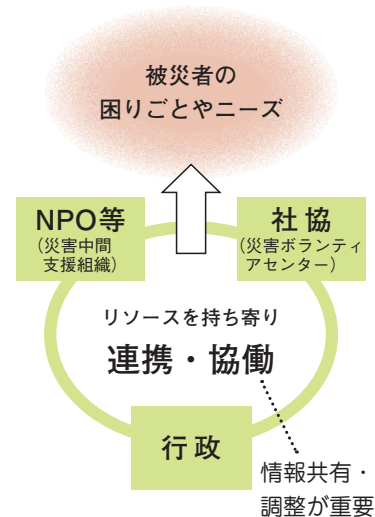 被災者の
困りごとやニーズ
NPO等
（災害中間
支援組織）
社協
（災害ボランティ
アセンター）
リソースを持ち寄り
連携・協働
行政
情報共有・
調整が重要